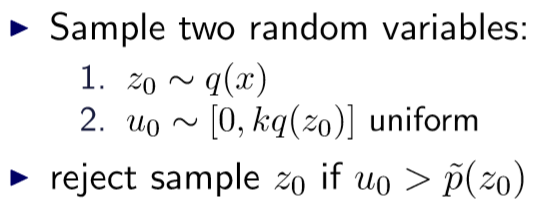 ▶ Sample two random variables:
1. z₀ ∼ q(x)
2. u₀ ∼ [0, kq(z₀)] uniform
▶ reject sample z₀ if u₀ > p̃(z₀)